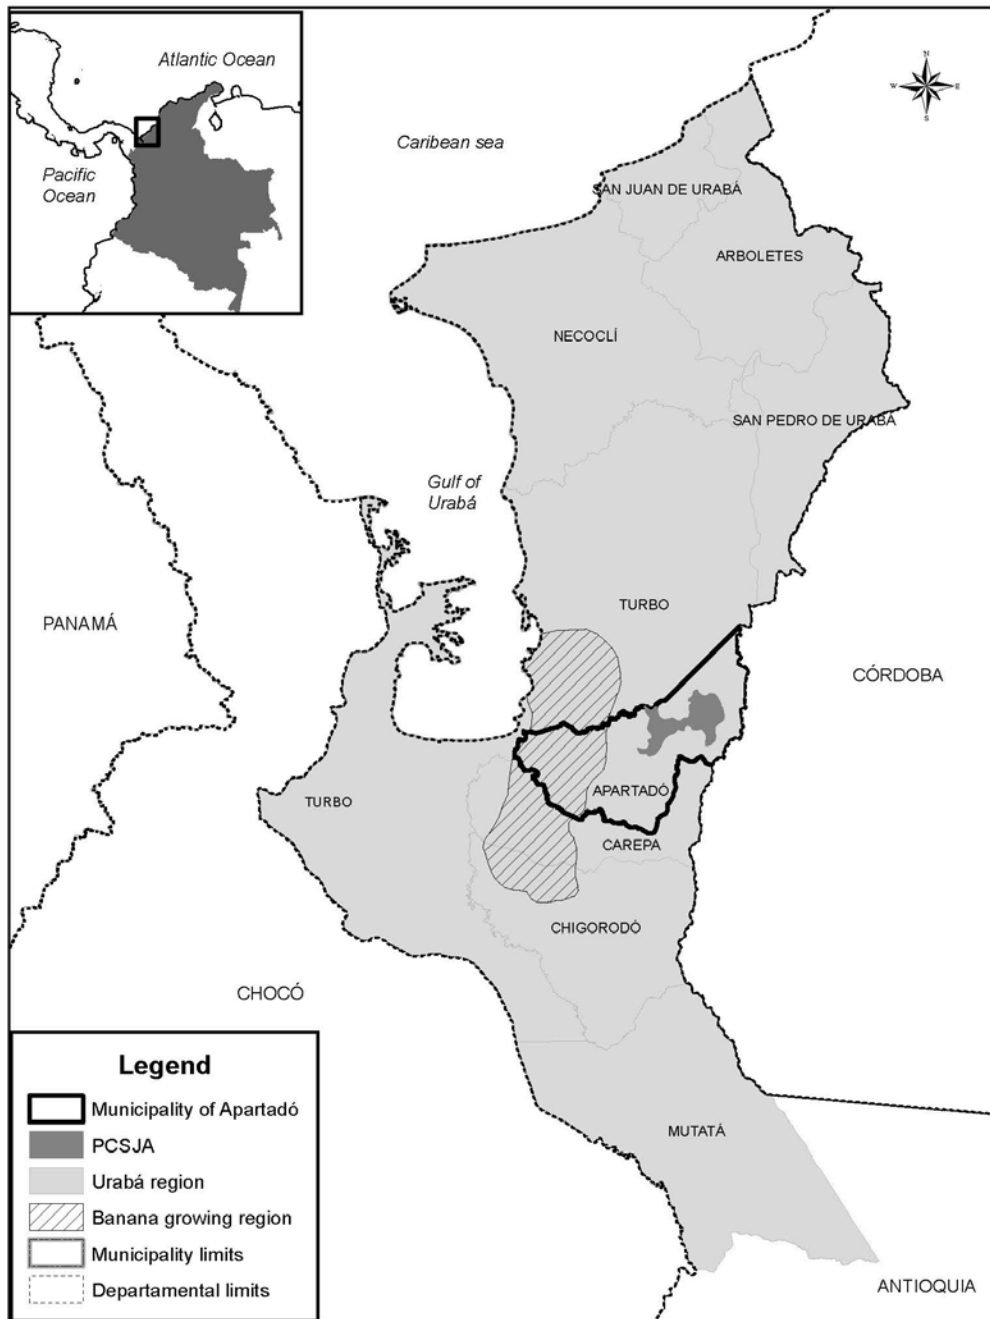 Atlantic Ocean
Pacific
Ocean
N
W
E
S
Caribean sea
SAN JUAN DE URABÁ
ARBOLETES
NECOCLÍ
SAN PEDRO DE URABÁ
Gulf of
Urabá
TURBO
PANAMÁ
CÓRDOBA
TURBO
APARTADÓ
CAREPA
CHIGORODÓ
CHOCÓ
MUTATÁ
ANTIOQUIA
Legend
Municipality of Apartadó
PCSJA
Urabá region
Banana growing region
Municipality limits
Departamental limits